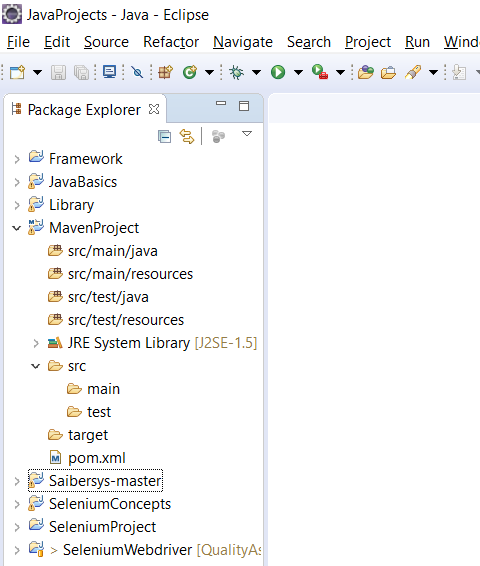 JavaProjects - Java - Eclipse
File Edit Source Refactor Navigate Search Project Run Wind
Package Explorer
Framework
JavaBasics
Library
MavenProject
src/main/java
src/main/resources
src/test/java
src/test/resources
JRE System Library [J2SE-1.5]
src
main
test
target
pom.xml
Saibersys-master
SeleniumConcepts
SeleniumProject
> SeleniumWebdriver [QualityAs